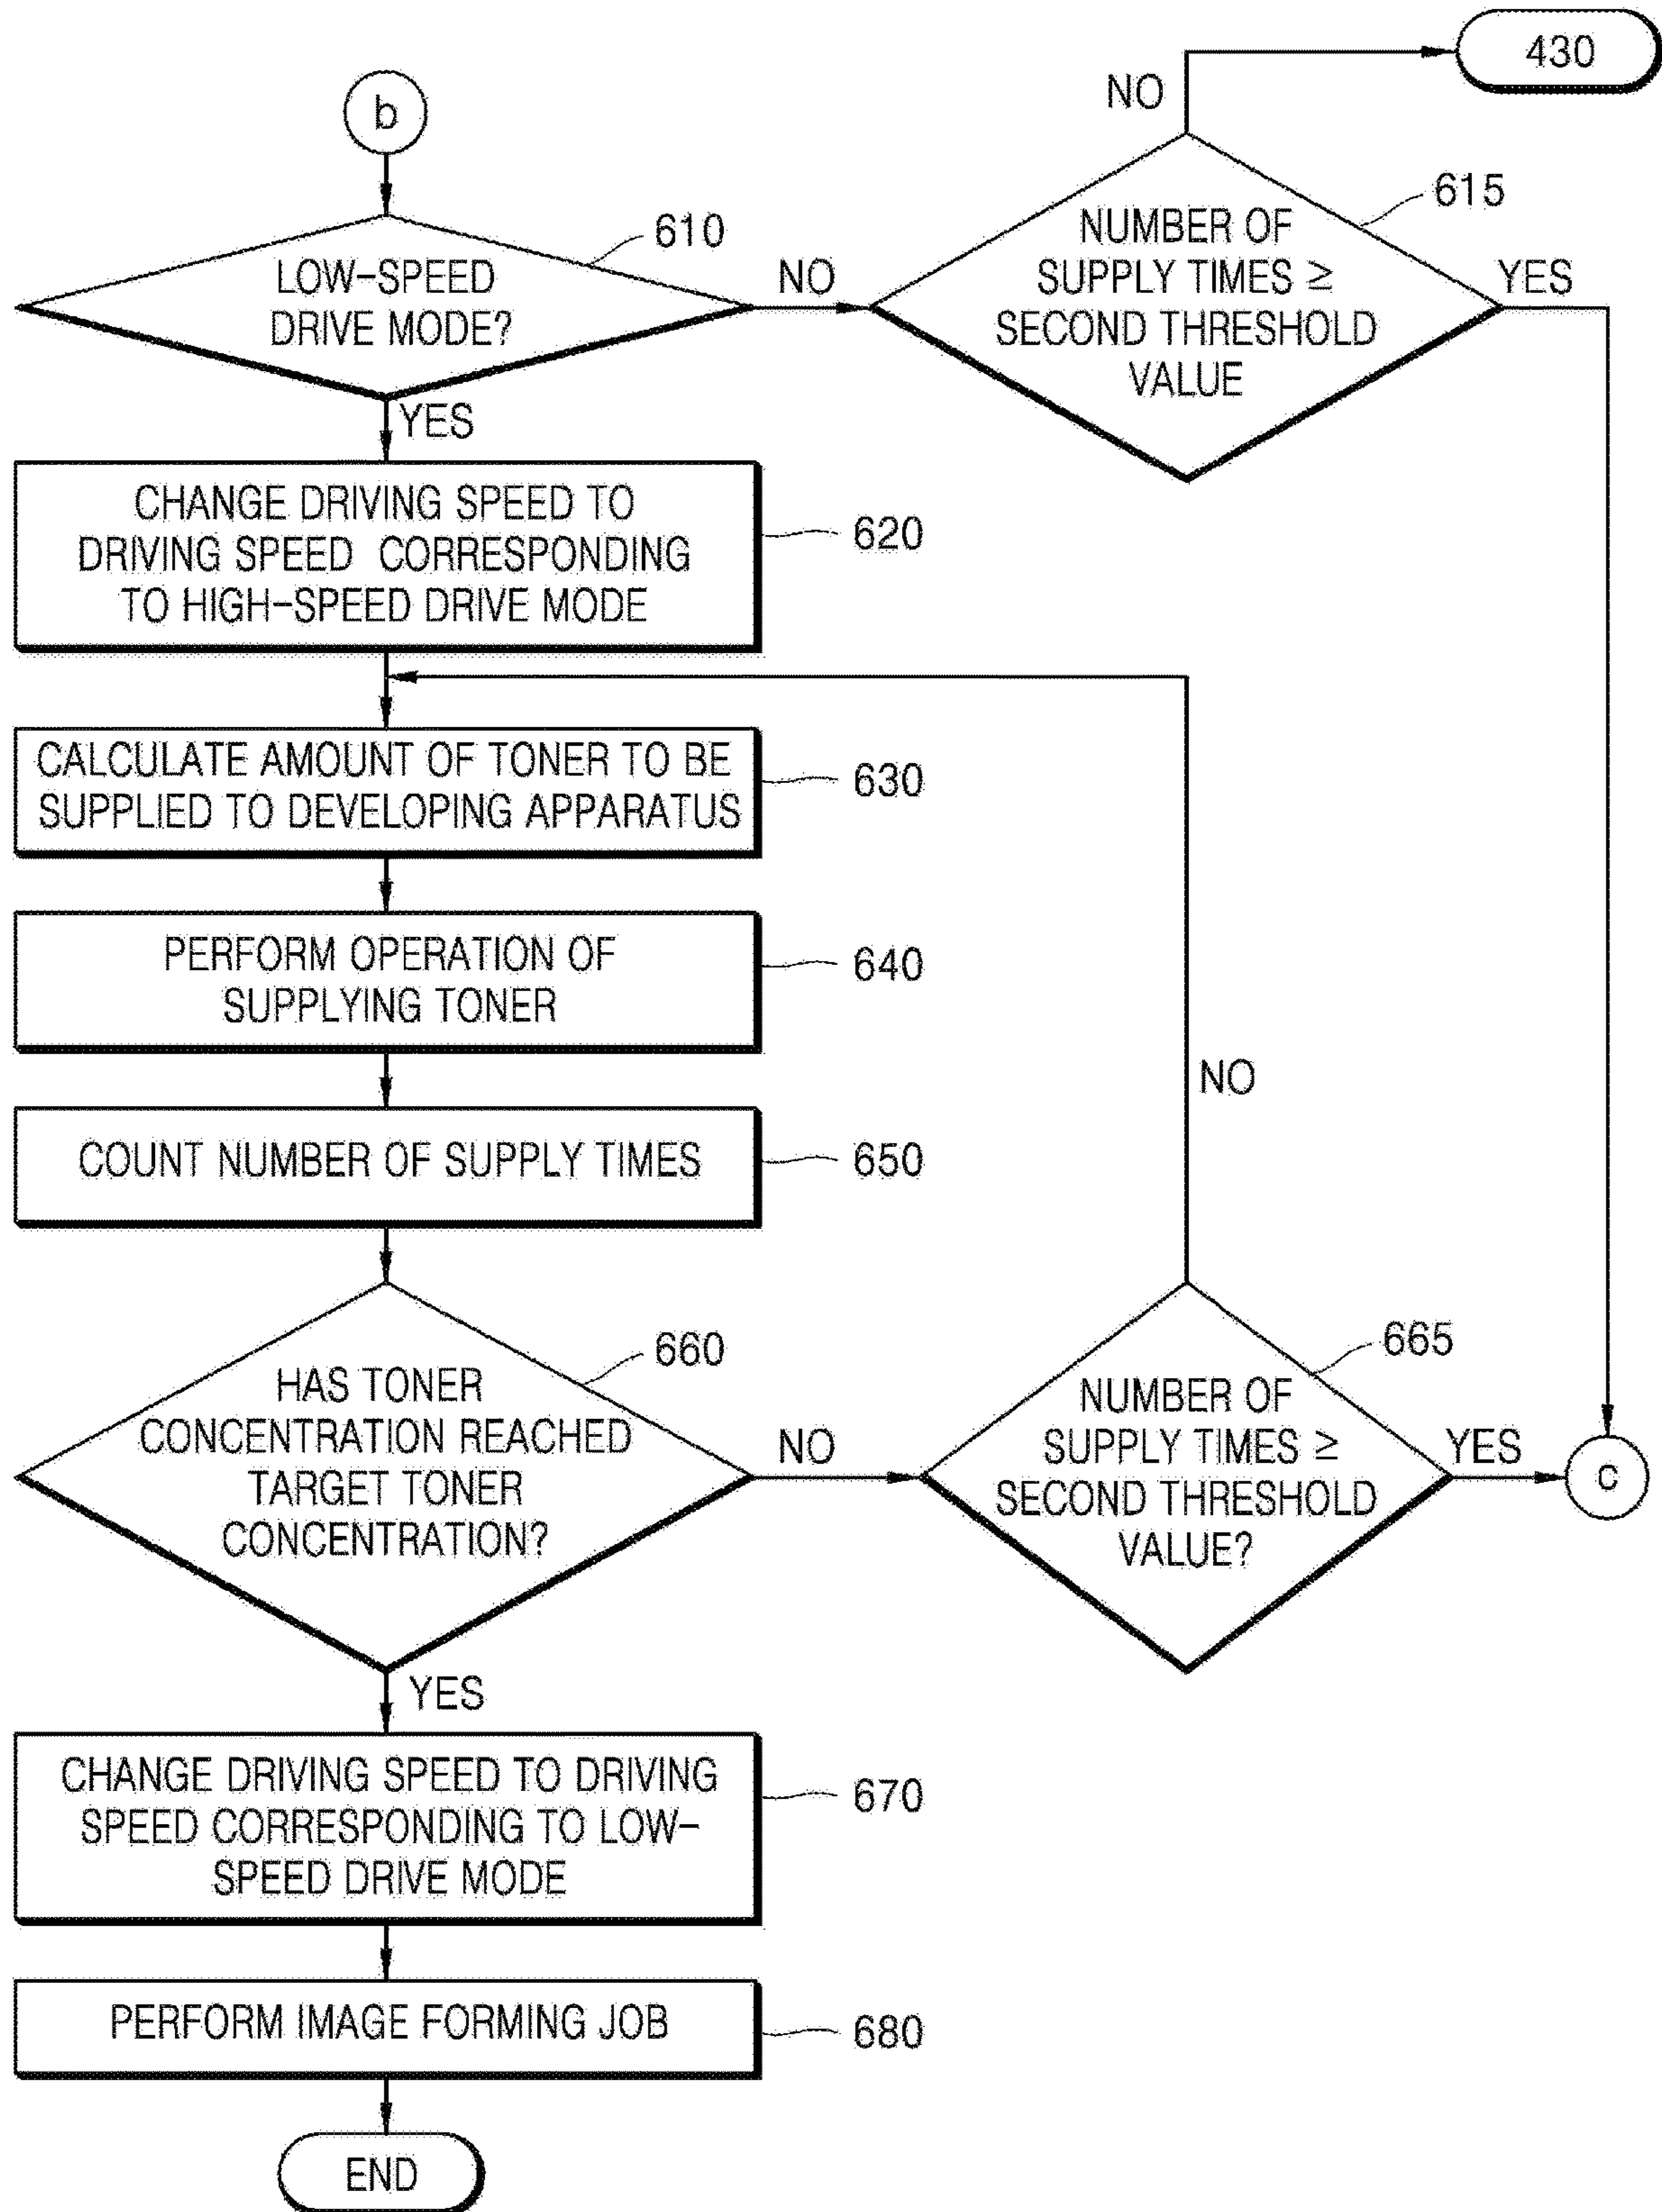 430
NO
b
610
LOW-SPEED
DRIVE MODE?
NO
615
NUMBER OF
SUPPLY TIMES ≥
SECOND THRESHOLD
VALUE
YES
YES
CHANGE DRIVING SPEED TO
DRIVING SPEED CORRESPONDING
TO HIGH-SPEED DRIVE MODE
620
CALCULATE AMOUNT OF TONER TO BE
SUPPLIED TO DEVELOPING APPARATUS
630
PERFORM OPERATION OF
SUPPLYING TONER
640
NO
COUNT NUMBER OF SUPPLY TIMES
650
660
HAS TONER
CONCENTRATION REACHED
TARGET TONER
CONCENTRATION?
NO
665
NUMBER OF
SUPPLY TIMES ≥
SECOND THRESHOLD
VALUE?
YES
c
YES
CHANGE DRIVING SPEED TO DRIVING
SPEED CORRESPONDING TO LOW-
SPEED DRIVE MODE
670
PERFORM IMAGE FORMING JOB
680
END